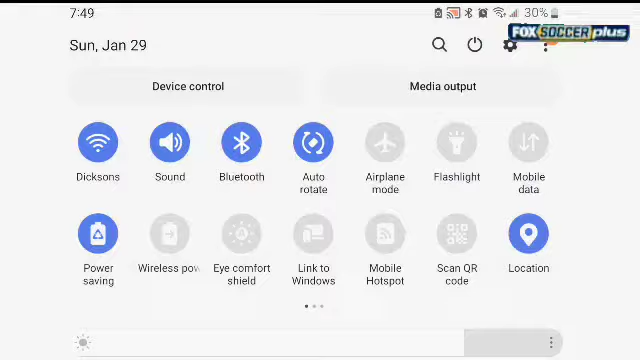 7:49
30%
FOX SOCCER plus
Sun, Jan 29
Device control
Media output
Dicksons
Sound
Bluetooth
Auto
rotate
Airplane
mode
Flashlight
Mobile
data
Power
saving
Wireless pow
Eye comfort
shield
Link to
Windows
Mobile
Hotspot
Scan QR
code
Location